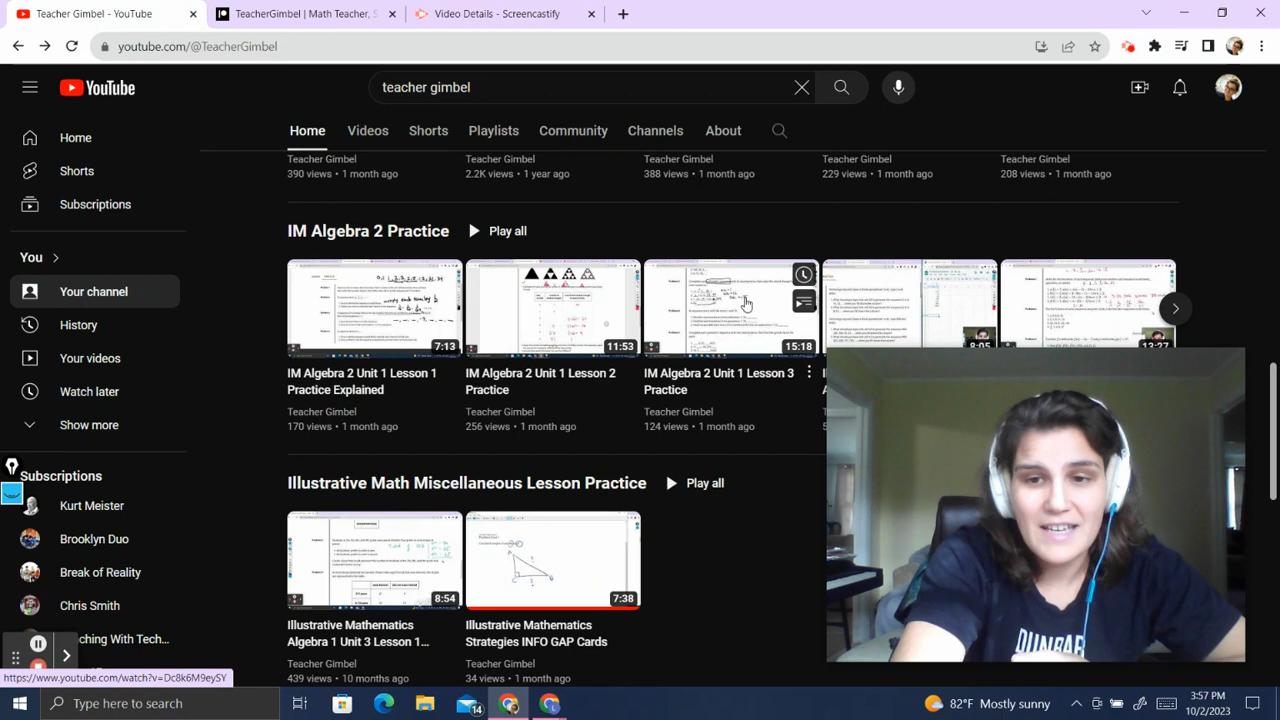 Teacher Gimbel - YouTube
TeacherGimbel | Math Teacher, S
Video Details - Screencastify
youtube.com/@TeacherGimbel
YouTube
teacher gimbel
Home
Shorts
Subscriptions
You
Your channel
History
Your videos
Watch later
Show more
Subscriptions
Kurt Meister
Brooklyn Duo
Chris Smith
ching With Tech...
Home Videos Shorts Playlists Community Channels About
Teacher Gimbel
390 views • 1 month ago
Teacher Gimbel
2.2K views • 1 year ago
Teacher Gimbel
388 views • 1 month ago
Teacher Gimbel
229 views • 1 month ago
Teacher Gimbel
208 views • 1 month ago
IM Algebra 2 Practice Play all
7:13
11:53
15:18
13:27
IM Algebra 2 Unit 1 Lesson 1
Practice Explained
Teacher Gimbel
170 views • 1 month ago
IM Algebra 2 Unit 1 Lesson 2
Practice
Teacher Gimbel
256 views • 1 month ago
IM Algebra 2 Unit 1 Lesson 3
Practice
Teacher Gimbel
124 views • 1 month ago
Illustrative Math Miscellaneous Lesson Practice Play all
8:54
7:38
Illustrative Mathematics
Algebra 1 Unit 3 Lesson 1...
Teacher Gimbel
439 views • 10 months ago
Illustrative Mathematics
Strategies INFO GAP Cards
Teacher Gimbel
34 views • 1 month ago
DUNBAR
https://www.youtube.com/watch?v=Dc8k6M9eySY
Type here to search
14
82°F Mostly sunny
3:57 PM
10/2/2023